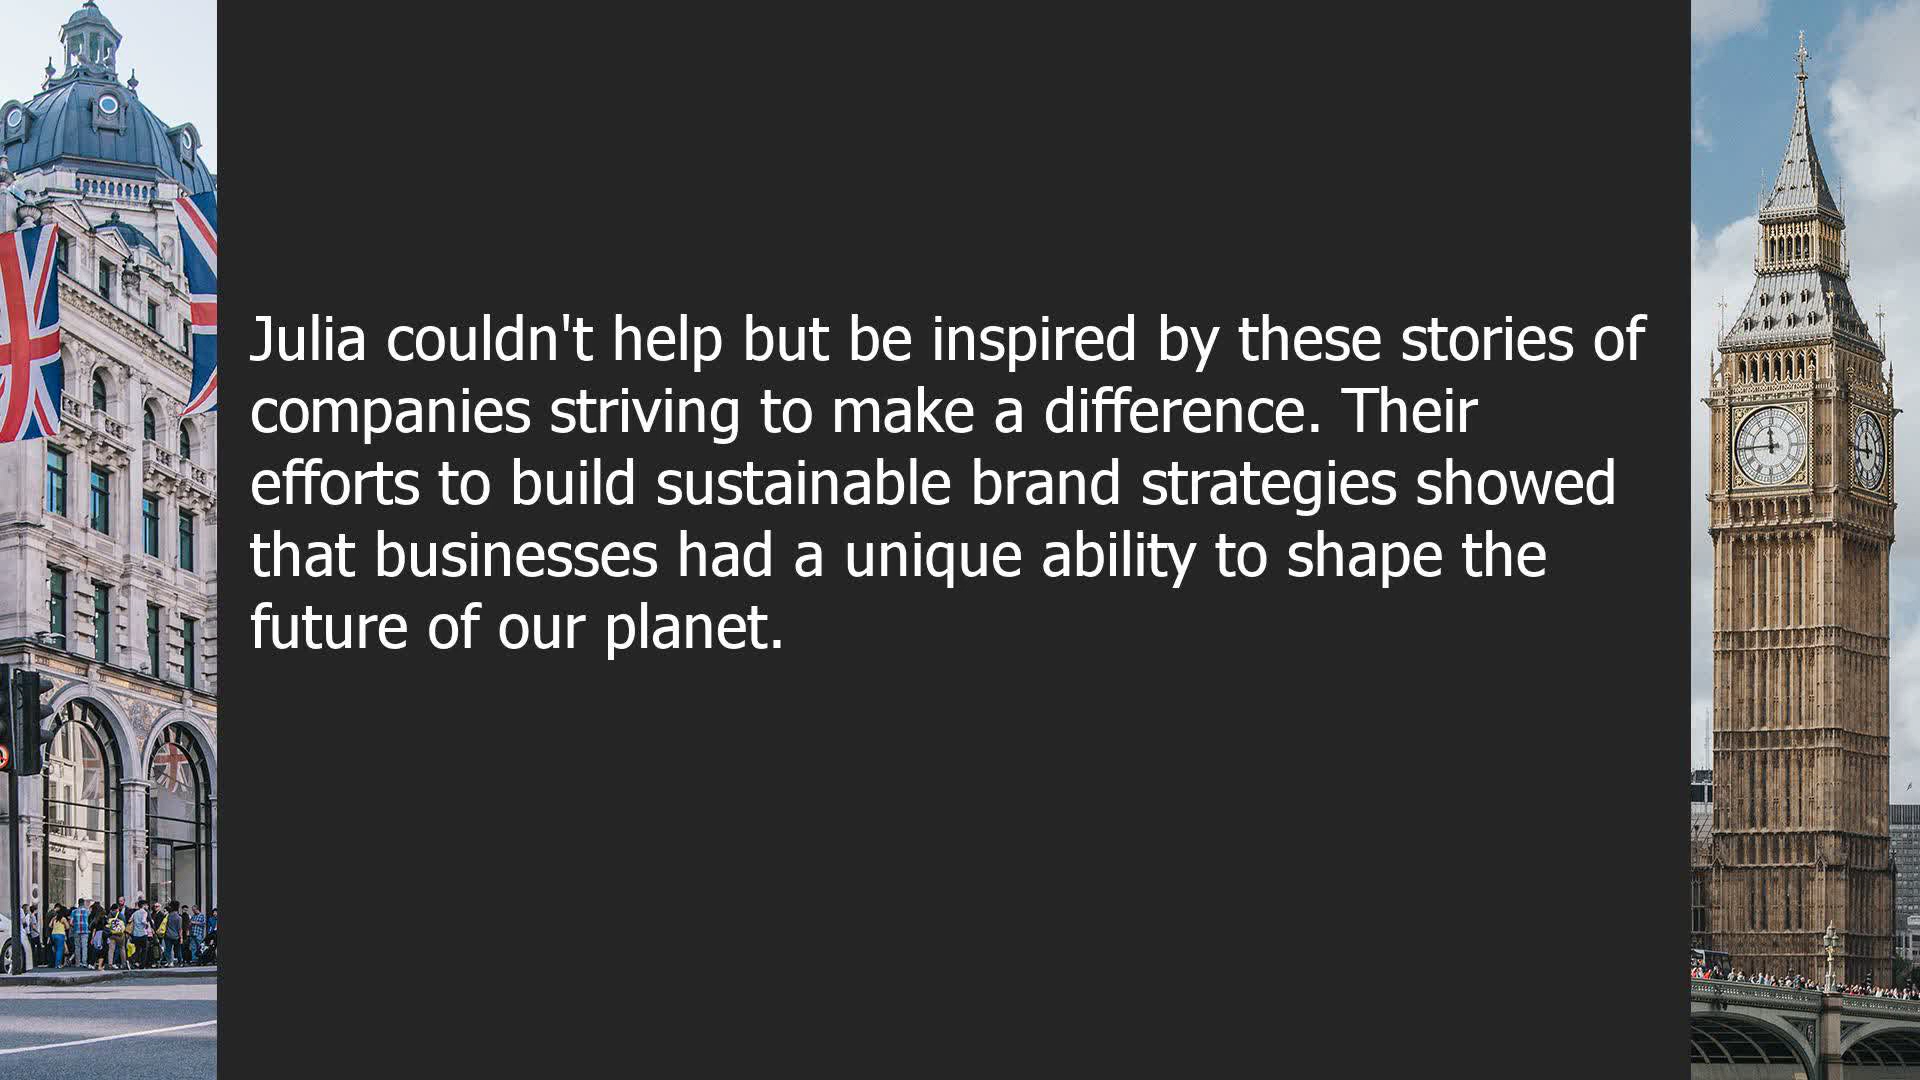 Julia couldn't help but be inspired by these stories of
companies striving to make a difference. Their
efforts to build sustainable brand strategies showed
that businesses had a unique ability to shape the
future of our planet.